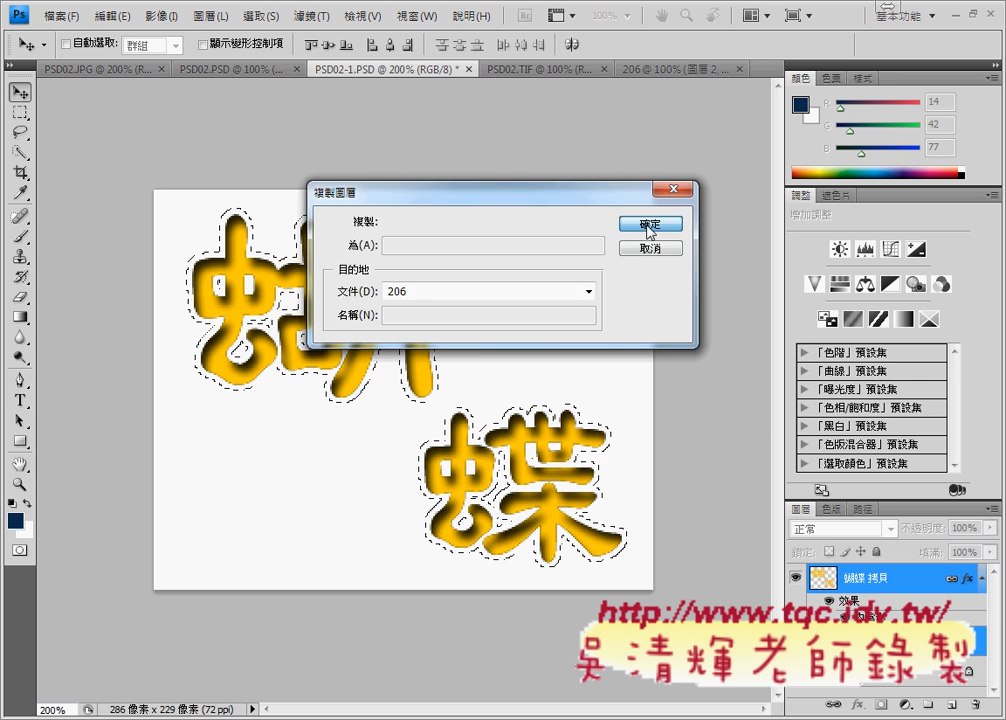 Ps 檔案(F) 編輯(E) 影像(I) 圖層(L) 選取(S) 濾鏡(T) 檢視(V) 視窗(W) 說明(H) Br 100% 基本功能
自動選取: 群組 顯示變形控制項
PSD02.JPG @ 200% (R... PSD02.PSD @ 100% (... PSD02-1.PSD @ 200% (RGB/8) * PSD02.TIF @ 100% (R... 206 @ 100% (圖層 2, ...
顏色 色票 樣式
R 14
G 42
B 77
調整 遮色片
增加調整
複製圖層
複製: 確定
為(A): 取消
目的地
文件(D): 206
名稱(N):
蝴
蝶
「色階」預設集
「曲線」預設集
「曝光度」預設集
「色相/飽和度」預設集
「黑白」預設集
「色版混合器」預設集
「選取顏色」預設集
圖層 色版 路徑
正常 不透明度: 100%
鎖定: 填滿: 100%
蝴蝶 拷貝 fx
效果
http://www.tqc.idv.tw/
吳清輝老師錄製
200% 286 像素 x 229 像素 (72 ppi)